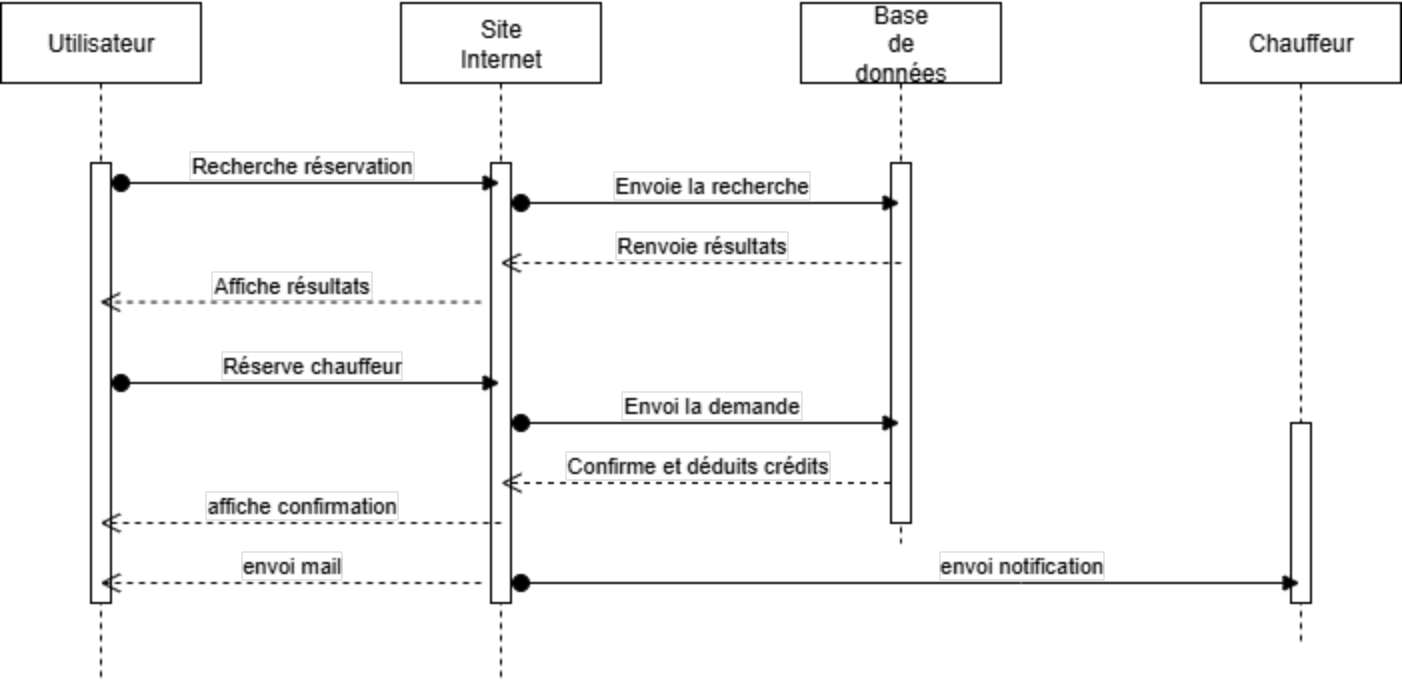 Utilisateur
Site
Internet
Base
de
données
Chauffeur
Recherche réservation
Envoie la recherche
Renvoie résultats
Affiche résultats
Réserve chauffeur
Envoi la demande
Confirme et déduits crédits
affiche confirmation
envoi mail
envoi notification